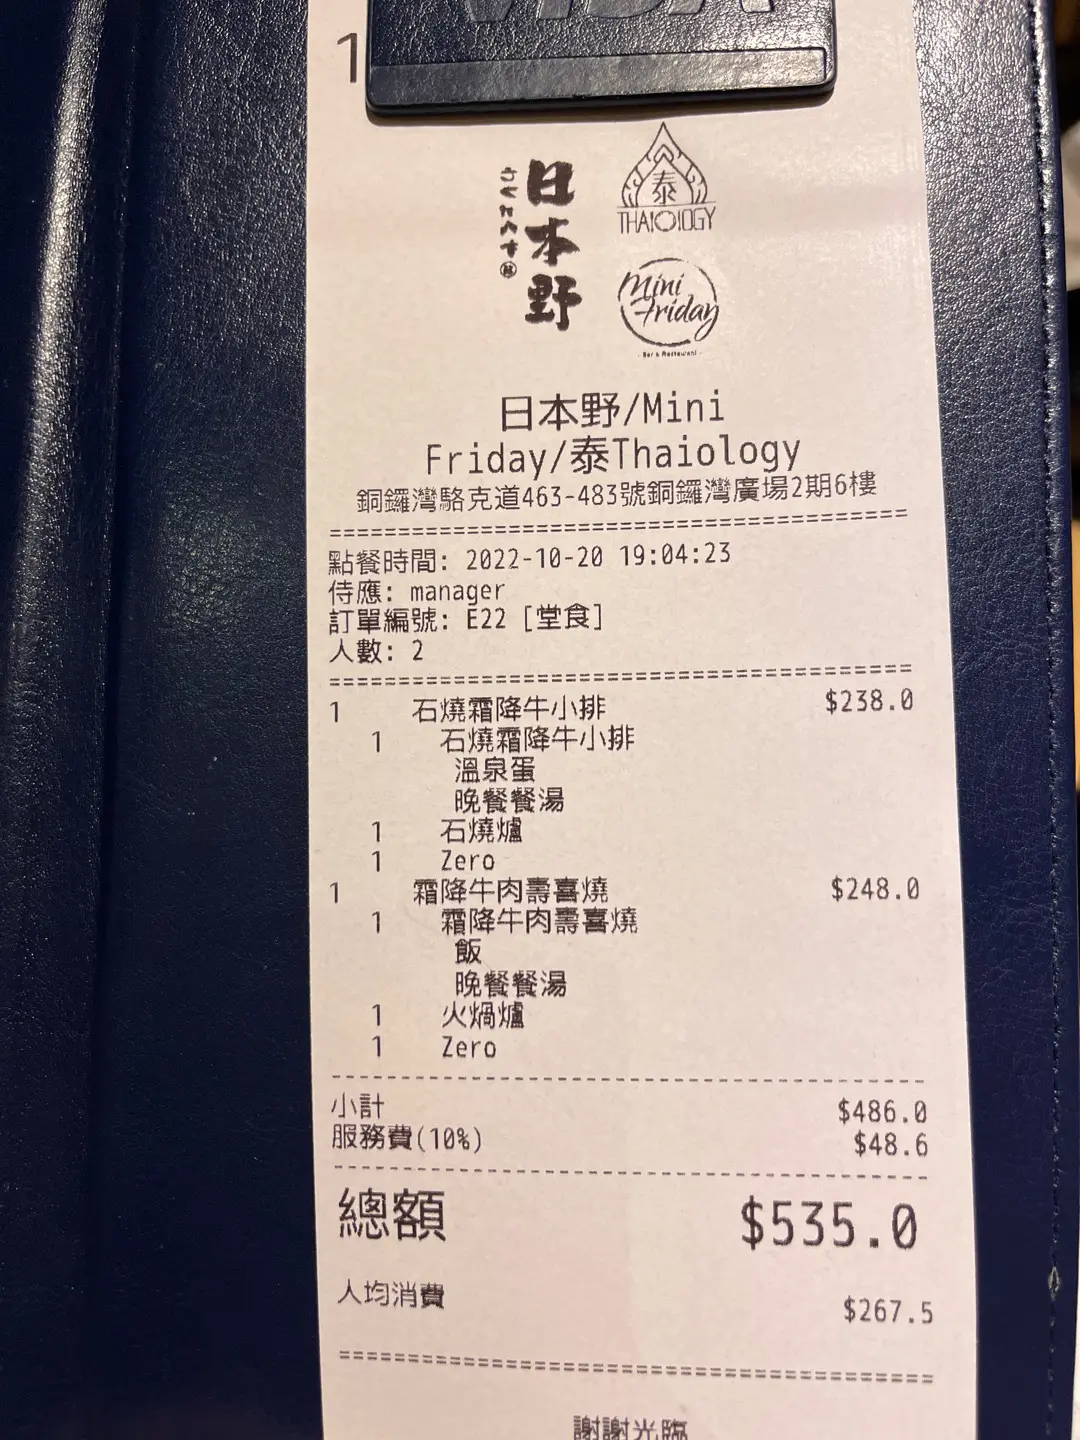 1
日本野
泰
THAIOLOGY
Mini
Friday
- Bar & Restaurant -
日本野/Mini
Friday/泰Thaiology
銅鑼灣駱克道463-483號銅鑼灣廣場2期6樓
點餐時間: 2022-10-20 19:04:23
侍應: manager
訂單編號: E22 [堂食]
人數: 2
1 石燒霜降牛小排 $238.0
1 石燒霜降牛小排
溫泉蛋
晚餐餐湯
1 石燒爐
1 Zero
1 霜降牛肉壽喜燒 $248.0
1 霜降牛肉壽喜燒
飯
晚餐餐湯
1 火焗爐
1 Zero
小計 $486.0
服務費(10%) $48.6
總額 $535.0
人均消費 $267.5
謝謝光臨